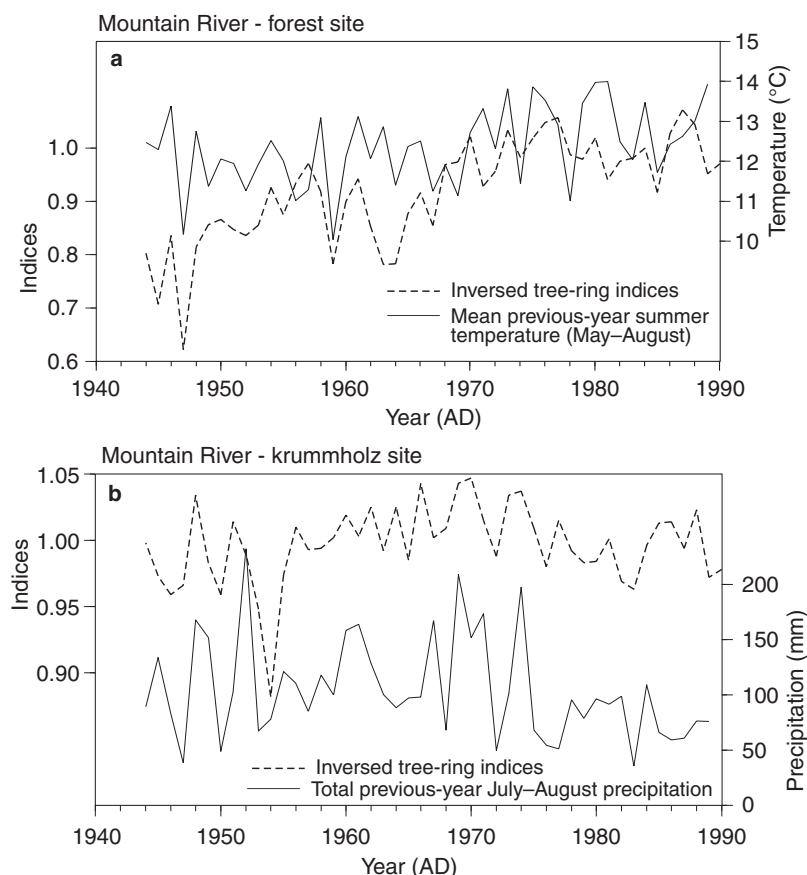 Mountain River - forest site
a
15
14
13
12
11
10
Temperature (°C)
1.0
0.9
0.8
0.7
0.6
Indices
Inversed tree-ring indices
Mean previous-year summer
temperature (May–August)
1940
1950
1960
1970
1980
1990
Year (AD)
Mountain River - krummholz site
b
1.05
1.00
0.95
0.90
Indices
200
150
100
50
0
Precipitation (mm)
Inversed tree-ring indices
Total previous-year July–August precipitation
1940
1950
1960
1970
1980
1990
Year (AD)